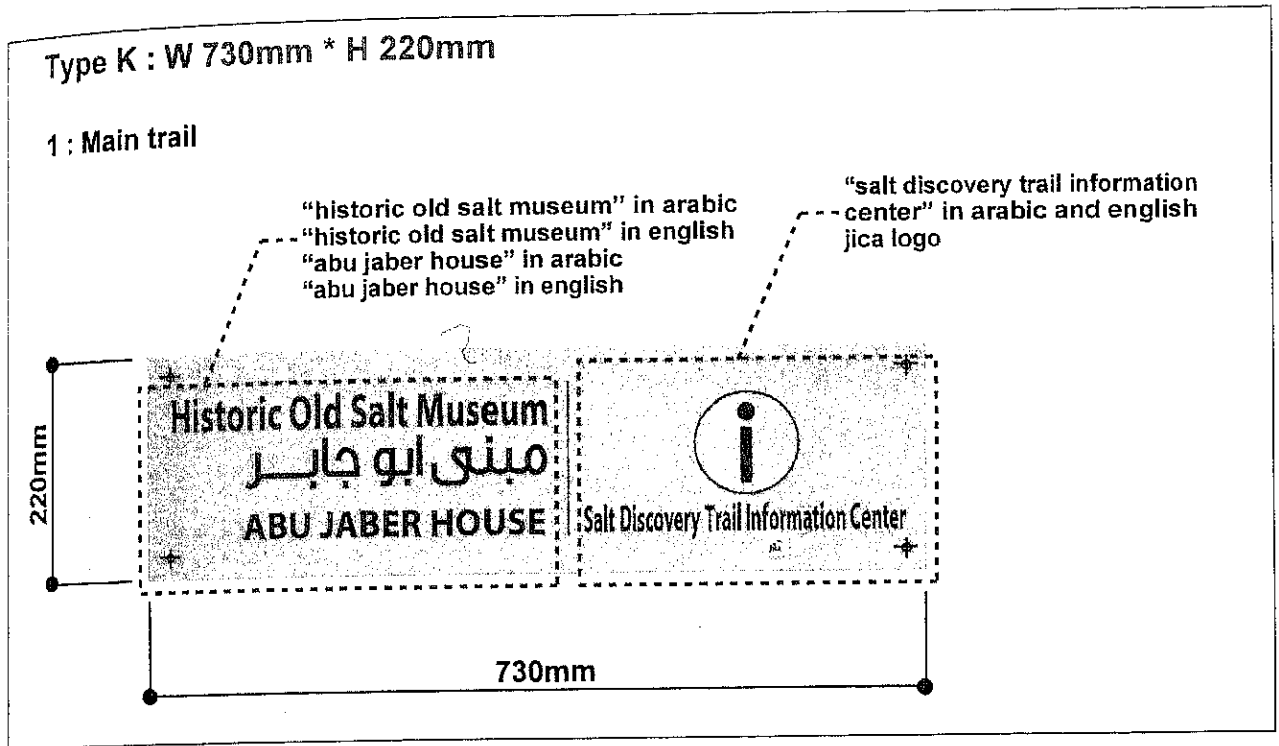 Type K : W 730mm * H 220mm
1 : Main trail
“historic old salt museum” in arabic
“historic old salt museum” in english
“abu jaber house” in arabic
“abu jaber house” in english
“salt discovery trail information
center” in arabic and english
jica logo
220mm
Historic Old Salt Museum
مبنى ابو جابــر
ABU JABER HOUSE
i
Salt Discovery Trail Information Center
730mm